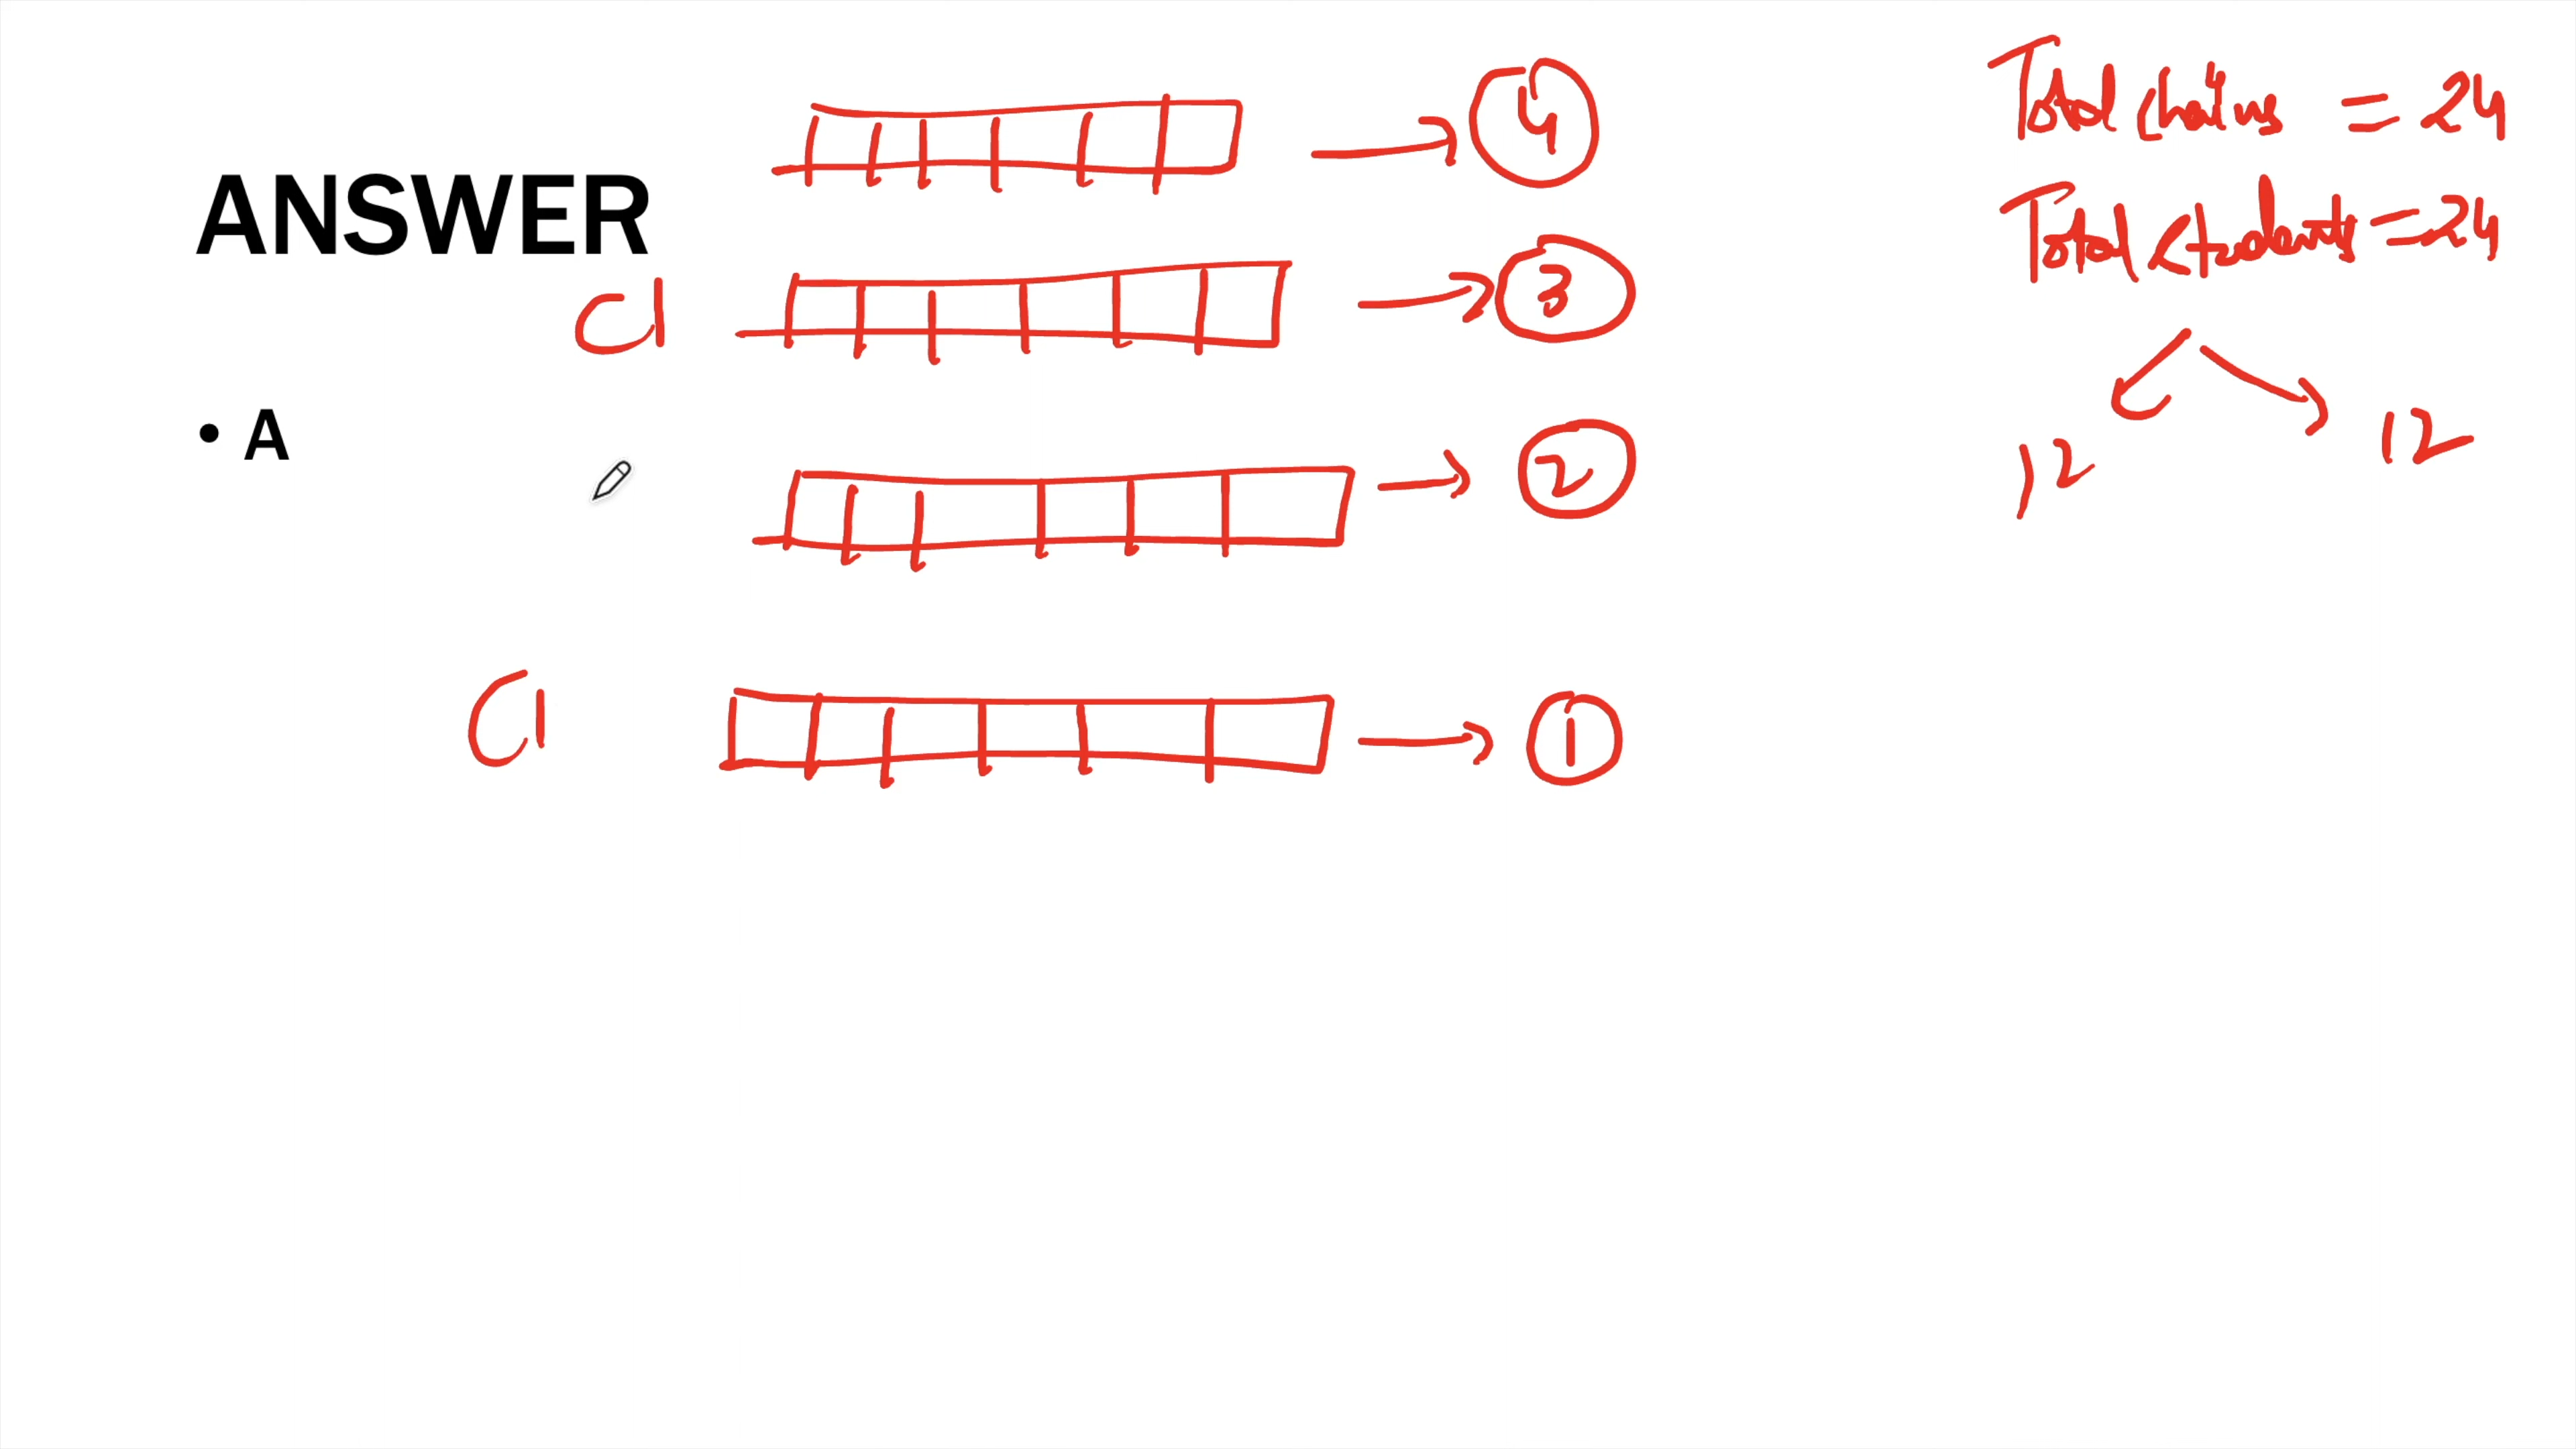 ANSWER
• A
4
C1 3
2
C1 1
Total chairs = 24
Total students = 24
12 12